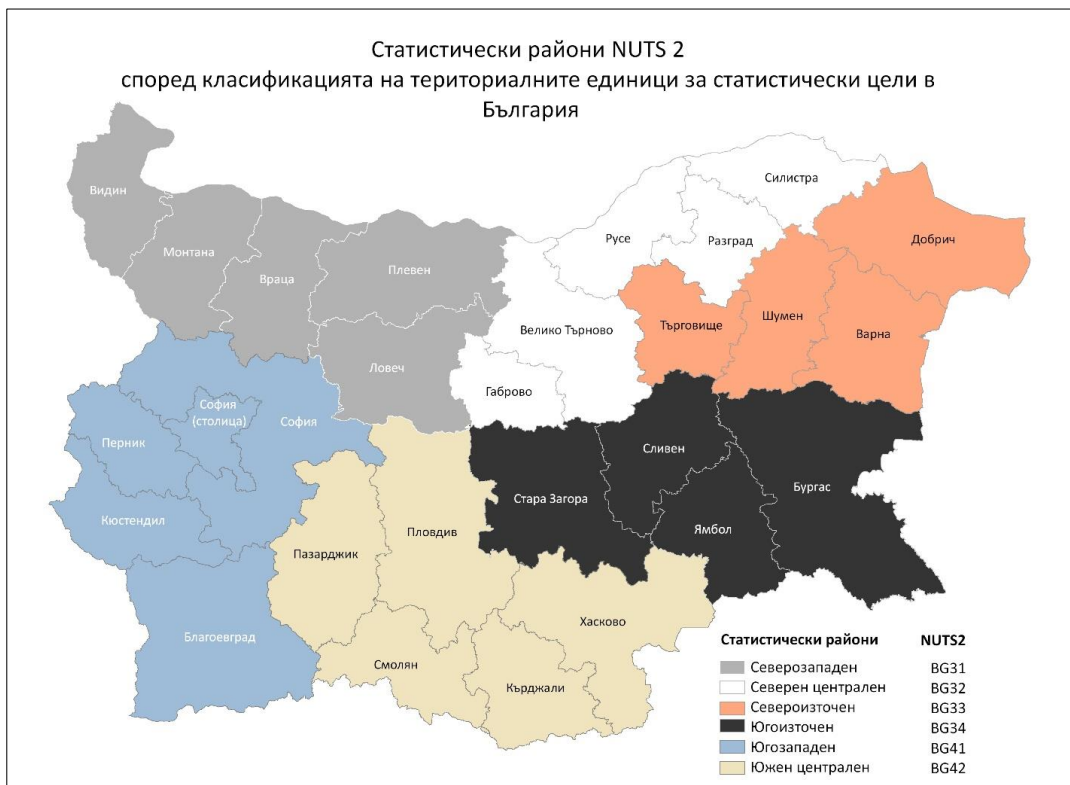 Статистически райони NUTS 2
според класификацията на териториалните единици за статистически цели в
България
Силистра
Видин
Добрич
Русе
Разград
Монтана
Плевен
Враца
Шумен
Търговище
Велико Търново
Варна
Ловеч
Габрово
София
(столица)
София
Перник
Сливен
Бургас
Стара Загора
Кюстендил
Пловдив
Ямбол
Пазарджик
Хасково
Благоевград
Смолян
Кърджали
Статистически райони NUTS2
Северозападен BG31
Северен централен BG32
Североизточен BG33
Югоизточен BG34
Югозападен BG41
Южен централен BG42